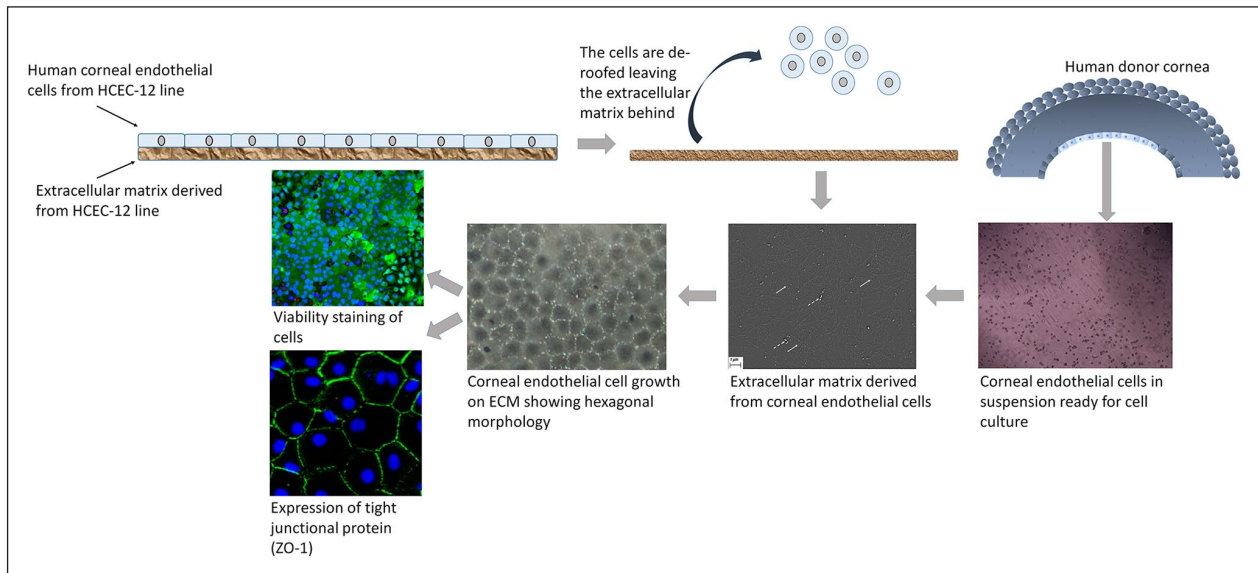 Human corneal endothelial
cells from HCEC-12 line
Extracellular matrix derived
from HCEC-12 line
The cells are de-
roofed leaving
the extracellular
matrix behind
Human donor cornea
Viability staining of
cells
Expression of tight
junctional protein
(ZO-1)
Corneal endothelial cell growth
on ECM showing hexagonal
morphology
1 µm
Extracellular matrix derived
from corneal endothelial cells
Corneal endothelial cells in
suspension ready for cell
culture